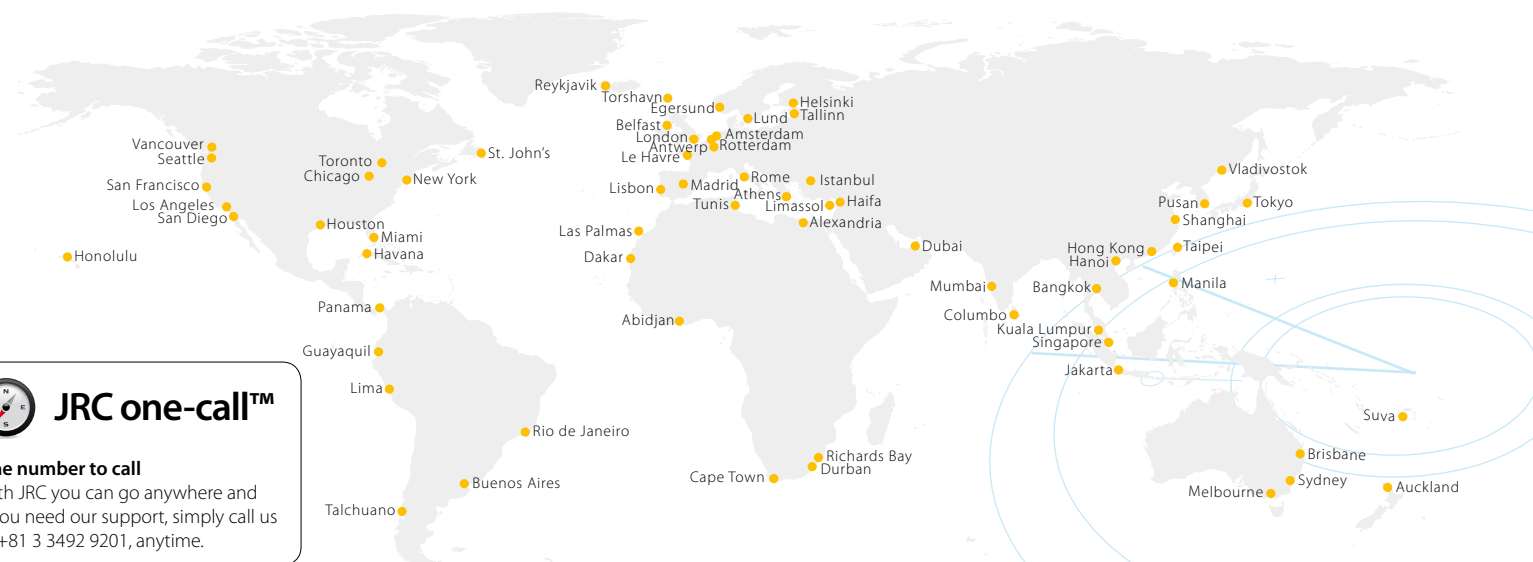 Reykjavik
Torshavn
Egersund
Helsinki
Tallinn
Lund
Belfast
London
Amsterdam
Antwerp
Rotterdam
Le Havre
Vancouver
Seattle
Toronto
St. John's
Chicago
New York
San Francisco
Los Angeles
San Diego
Houston
Miami
Havana
Honolulu
Lisbon
Madrid
Rome
Istanbul
Athens
Tunis
Limassol
Haifa
Alexandria
Las Palmas
Dakar
Dubai
Vladivostok
Pusan
Tokyo
Shanghai
Hong Kong
Taipei
Hanoi
Mumbai
Bangkok
Manila
Columbo
Kuala Lumpur
Singapore
Jakarta
Panama
Abidjan
Guayaquil
Lima
Rio de Janeiro
Buenos Aires
Talchuano
Cape Town
Richards Bay
Durban
Suva
Brisbane
Sydney
Melbourne
Auckland
N
E
S
JRC one-call™
number to call
JRC you can go anywhere and
need our support, simply call us
+81 3 3492 9201, anytime.